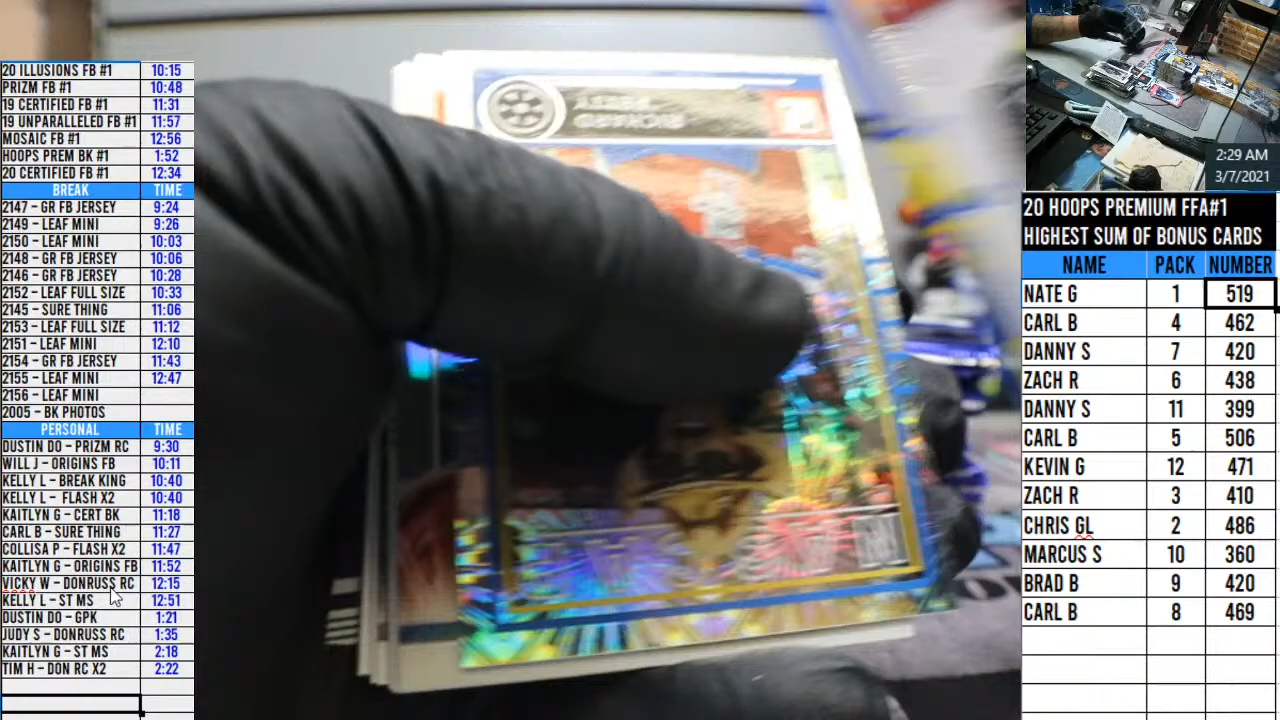 20 ILLUSIONS FB #1 10:15
PRIZM FB #1 10:48
19 CERTIFIED FB #1 11:31
19 UNPARALLELED FB #1 11:57
MOSAIC FB #1 12:56
HOOPS PREM BK #1 1:52
20 CERTIFIED FB #1 12:34
BREAK TIME
2147 - GR FB JERSEY 9:24
2149 - LEAF MINI 9:26
2150 - LEAF MINI 10:03
2148 - GR FB JERSEY 10:06
2146 - GR FB JERSEY 10:28
2152 - LEAF FULL SIZE 10:33
2145 - SURE THING 11:06
2153 - LEAF FULL SIZE 11:12
2151 - LEAF MINI 12:10
2154 - GR FB JERSEY 11:43
2155 - LEAF MINI 12:47
2156 - LEAF MINI
2005 - BK PHOTOS
PERSONAL TIME
DUSTIN DO - PRIZM RC 9:30
WILL J - ORIGINS FB 10:11
KELLY L - BREAK KING 10:40
KELLY L - FLASH X2 10:40
KAITLYN G - CERT BK 11:18
CARL B - SURE THING 11:27
COLLISA P - FLASH X2 11:47
KAITLYN G - ORIGINS FB 11:52
VICKY W - DONRUSS RC 12:15
KELLY L - ST MS 12:51
DUSTIN DO - GPK 1:21
JUDY S - DONRUSS RC 1:35
KAITLYN G - ST MS 2:18
TIM H - DON RC X2 2:22
2:29 AM
3/7/2021
20 HOOPS PREMIUM FFA#1
HIGHEST SUM OF BONUS CARDS
NAME PACK NUMBER
NATE G 1 519
CARL B 4 462
DANNY S 7 420
ZACH R 6 438
DANNY S 11 399
CARL B 5 506
KEVIN G 12 471
ZACH R 3 410
CHRIS GL 2 486
MARCUS S 10 360
BRAD B 9 420
CARL B 8 469